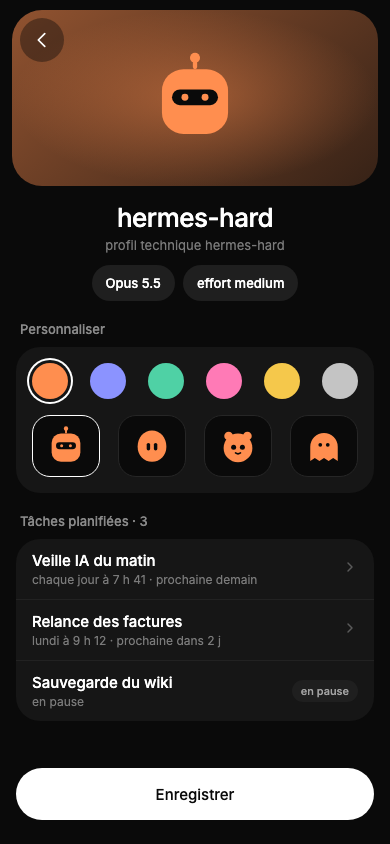 hermes-hard
profil technique hermes-hard
Opus 5.5
effort medium
Personnaliser
Tâches planifiées · 3
Veille IA du matin
chaque jour à 7 h 41 · prochaine demain
Relance des factures
lundi à 9 h 12 · prochaine dans 2 j
Sauvegarde du wiki
en pause
en pause
Enregistrer